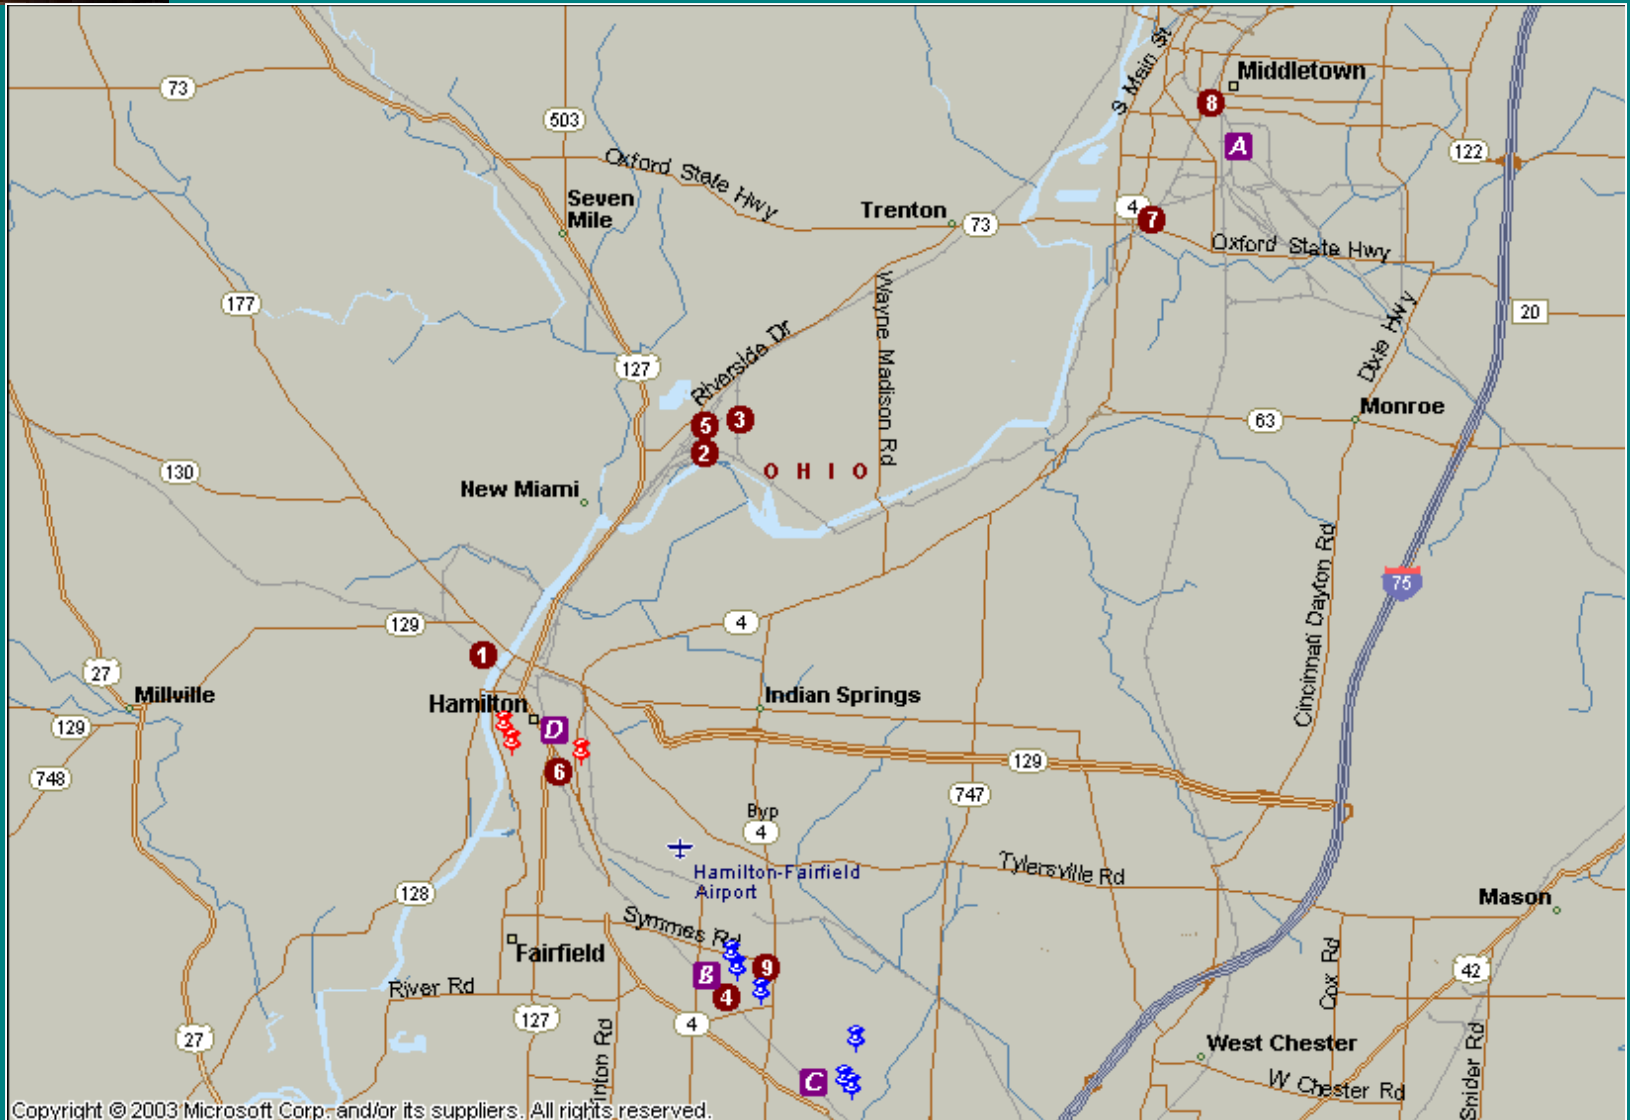 S Main St
Middletown
8
73
A
503
122
Oxford State Hwy
Seven
Mile
Trenton
73
4
7
Oxford State Hwy
177
Wayne Madison Rd
20
Riverside Dr
Dixie Hwy
127
Monroe
5
3
63
2
OHIO
130
New Miami
Cincinnati Dayton Rd
75
129
4
1
27
Millville
Indian Springs
Hamilton
129
D
129
6
748
747
Byp
4
Hamilton-Fairfield
Airport
Tylersville Rd
128
Mason
Symmes Rd
Fairfield
9
B
Cox Rd
42
River Rd
4
127
4
27
West Chester
C
W Chester Rd
Snider Rd
Copyright © 2003 Microsoft Corp. and/or its suppliers. All rights reserved.